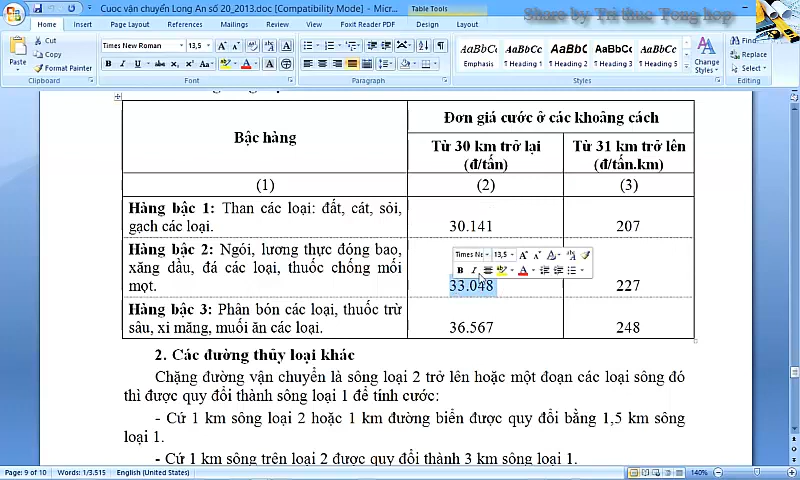 Cuoc vận chuyển Long An số 20_2013.doc [Compatibility Mode] - Micr...
Table Tools
Share by Tri thuc Tong hop
Home
Insert
Page Layout
References
Mailings
Review
View
Foxit Reader PDF
Design
Layout
Cut
Copy
Format Painter
Paste
Clipboard
Times New Roman
13,5
Font
Paragraph
AaBbCc
AaBbCc
AaBbC
AaBbCc
AaBbCc
Emphasis
¶ Heading 1
¶ Heading 2
¶ Heading 3
¶ Heading 5
Change
Styles
Styles
Find
Replace
Select
Editing
Bậc hàng
Đơn giá cước ở các khoảng cách
Từ 30 km trở lại
(đ/tấn)
Từ 31 km trở lên
(đ/tấn.km)
(1)
(2)
(3)
Hàng bậc 1: Than các loại: đất, cát, sỏi,
gạch các loại.
30.141
207
Hàng bậc 2: Ngói, lương thực đóng bao,
xăng dầu, đá các loại, thuốc chống mối
mọt.
Times Ne
13,5
33.048
227
Hàng bậc 3: Phân bón các loại, thuốc trừ
sâu, xi măng, muối ăn các loại.
36.567
248
2. Các đường thủy loại khác
Chặng đường vận chuyển là sông loại 2 trở lên hoặc một đoạn các loại sông đó
thì được quy đổi thành sông loại 1 để tính cước:
- Cứ 1 km sông loại 2 hoặc 1 km đường biển được quy đổi bằng 1,5 km sông
loại 1.
- Cứ 1 km sông trên loại 2 được quy đổi thành 3 km sông loại 1.
Page: 9 of 10
Words: 1/3.515
English (United States)
140%